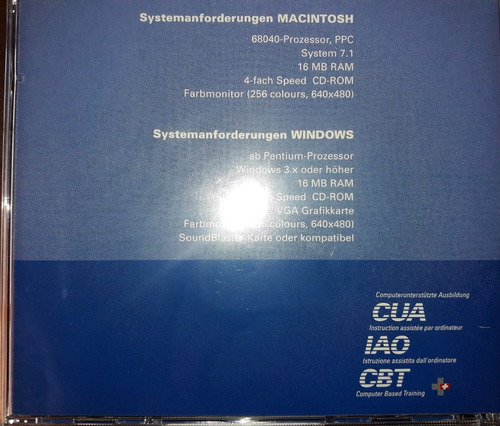 Systemanforderungen MACINTOSH
68040-Prozessor, PPC
System 7.1
16 MB RAM
4-fach Speed CD-ROM
Farbmonitor (256 colours, 640x480)
Systemanforderungen WINDOWS
ab Pentium-Prozessor
Windows 3.x oder höher
16 MB RAM
Speed CD-ROM
VGA Grafikkarte
colours, 640x480)
SoundBlaster-Karte oder kompatibel
Computerunterstützte Ausbildung
CUA
Instruction assistée par ordinateur
IAO
Istruzione assistita dall'ordinatore
CBT
Computer Based Training